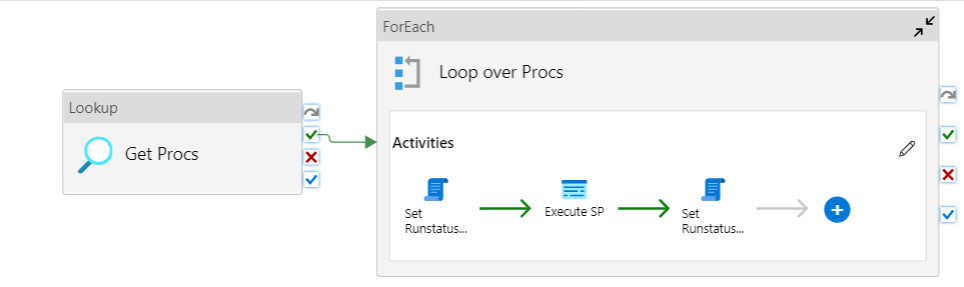 ForEach
Loop over Procs
Lookup
Get Procs
Activities
Set
Runstatus...
Execute SP
Set
Runstatus...